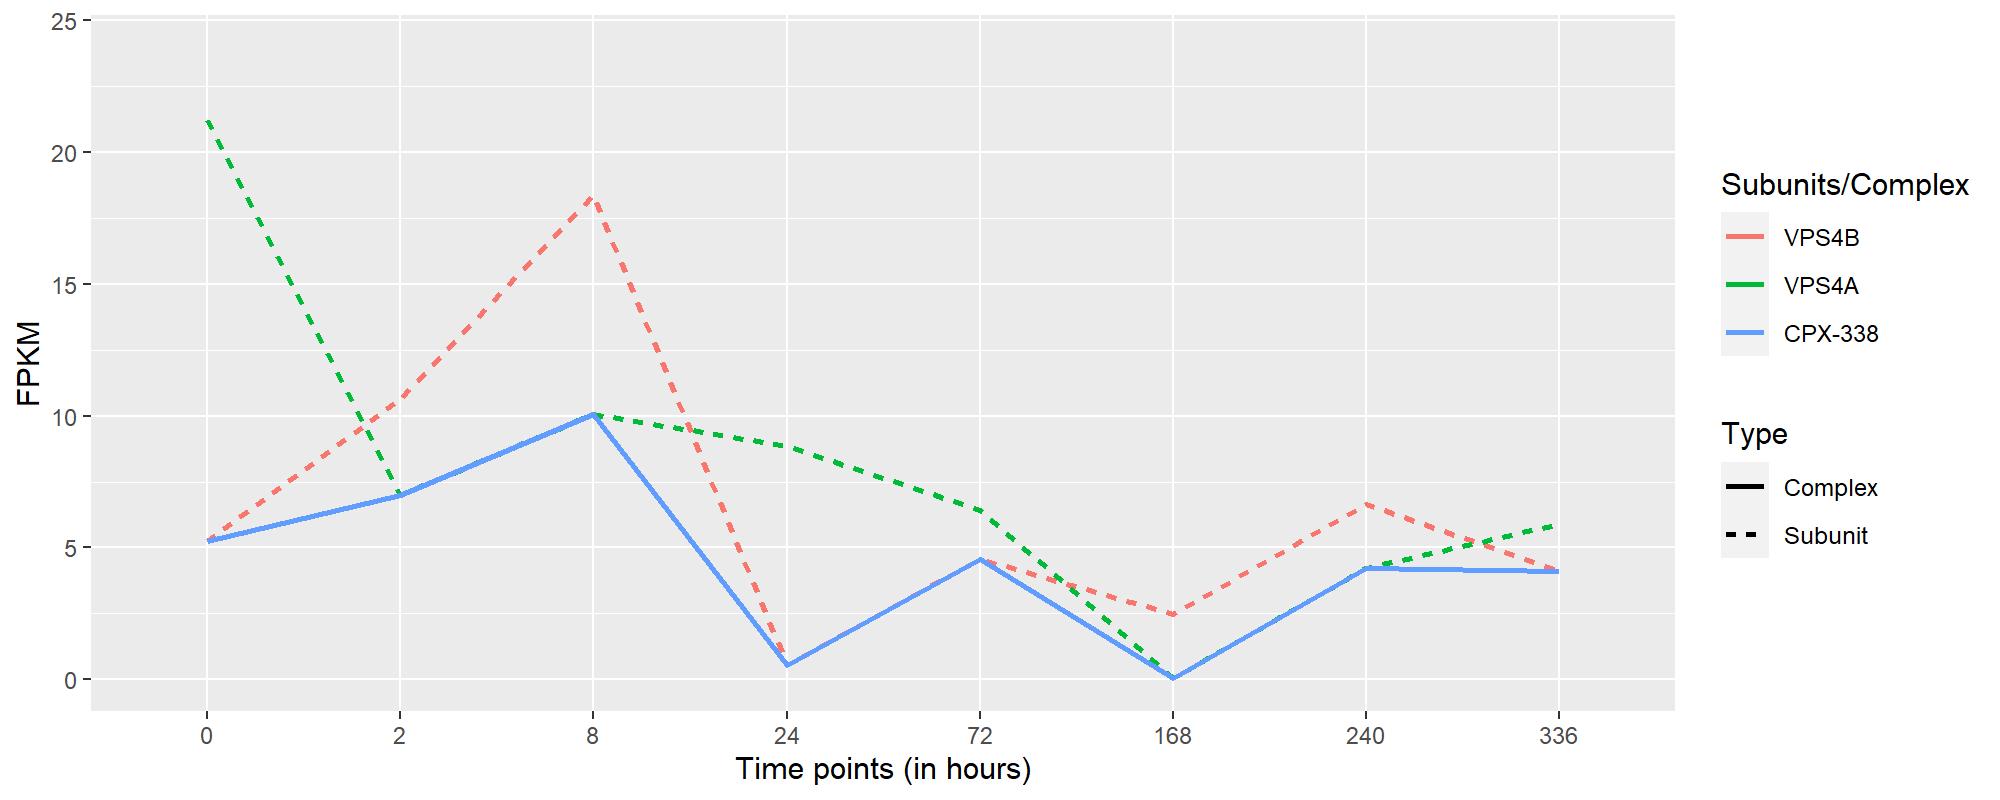 25
20
15
10
5
0
FPKM
0 2 8 24 72 168 240 336
Time points (in hours)
Subunits/Complex
VPS4B
VPS4A
CPX-338
Type
Complex
Subunit